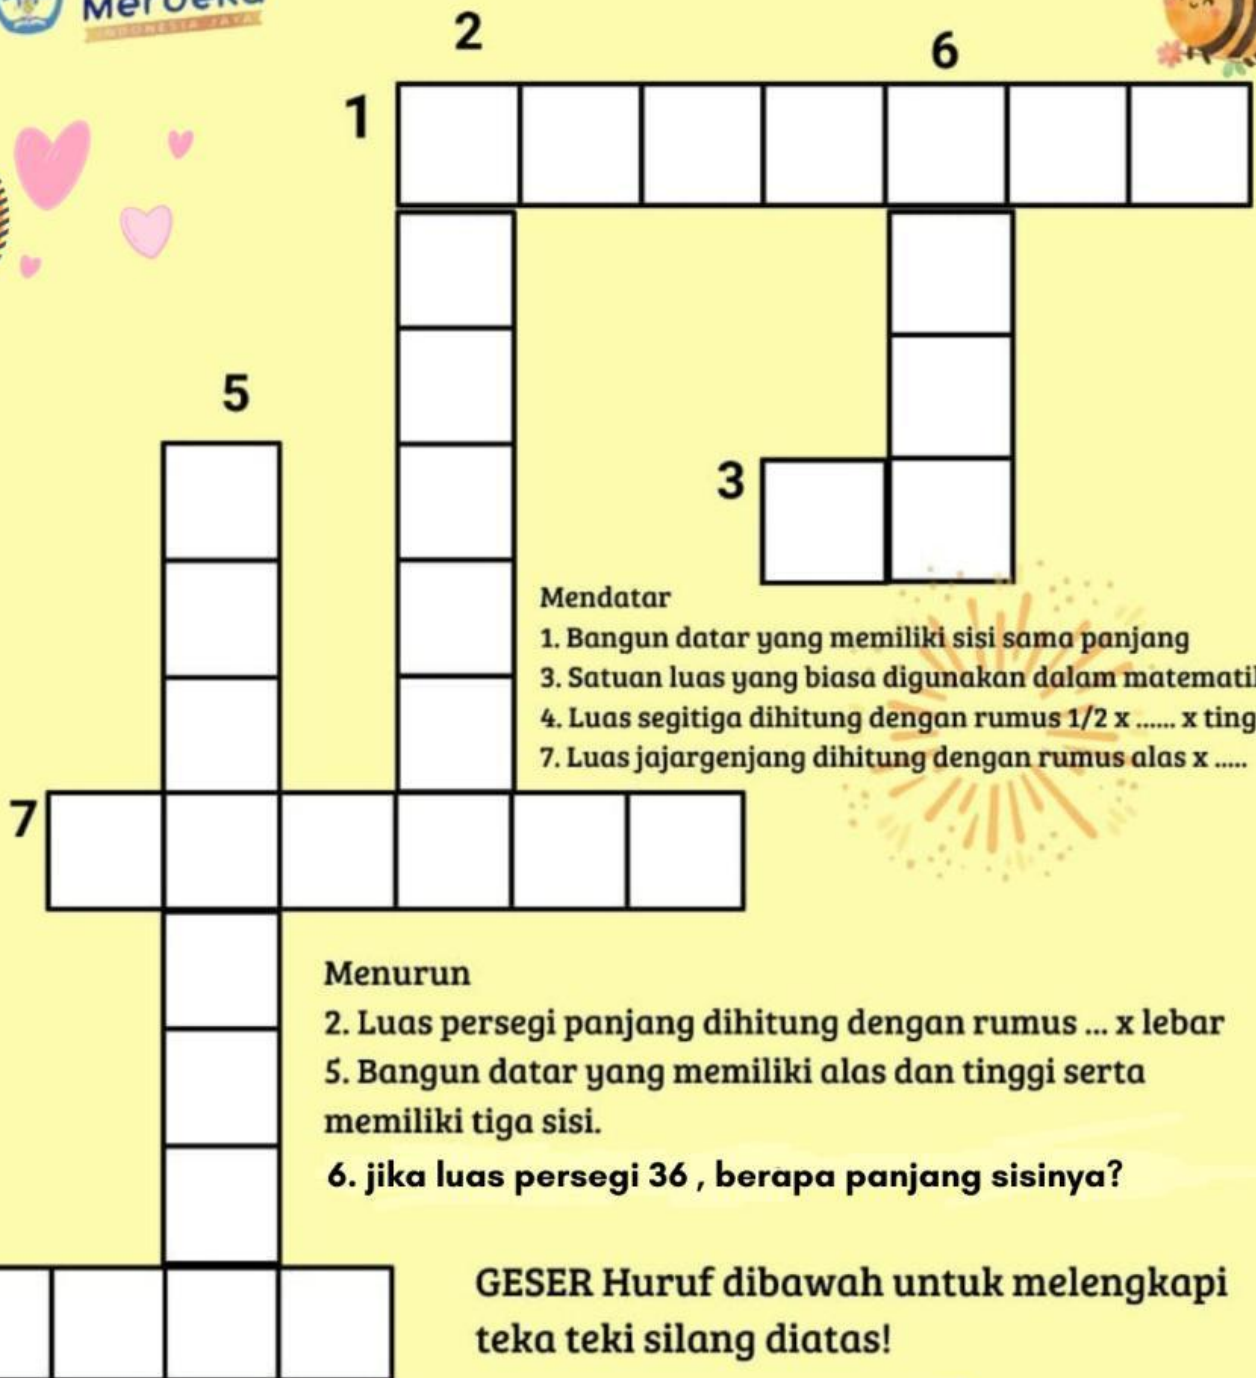 Merdeka
INDONESIA JAYA
2
6
1
5
3
Mendatar
1. Bangun datar yang memiliki sisi sama panjang
3. Satuan luas yang biasa digunakan dalam
4. Luas segitiga dihitung dengan rumus 1/2 x ...... x
7. Luas jajargenjang dihitung dengan rumus alas x .....
7
Menurun
2. Luas persegi panjang dihitung dengan rumus ... x lebar
5. Bangun datar yang memiliki alas dan tinggi serta
memiliki tiga sisi.
6. jika luas persegi 36 , berapa panjang sisinya?
GESER Huruf dibawah untuk melengkapi
teka teki silang diatas!